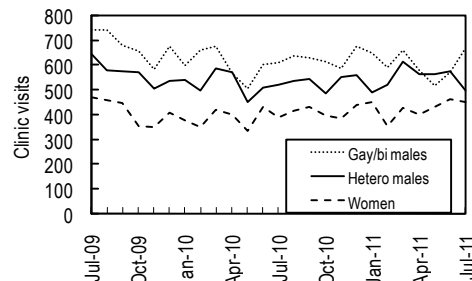 800
700
600
500
400
300
200
100
0
Clinic visits
Gay/bi males
Hetero males
Women
Jul-09
Oct-09
Jan-10
Apr-10
Jul-10
Oct-10
Jan-11
Apr-11
Jul-11